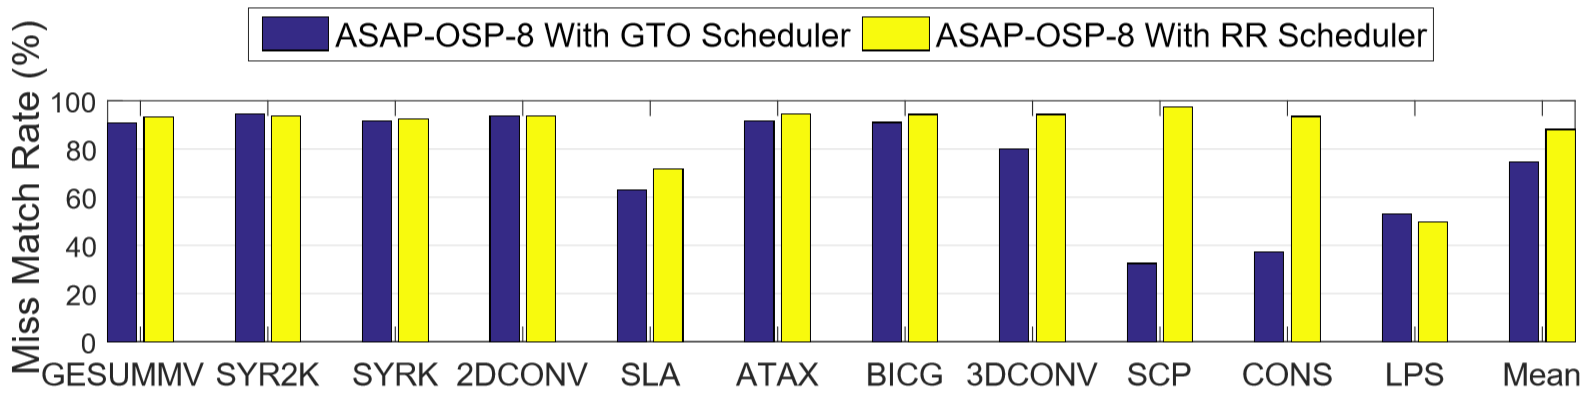 ASAP-OSP-8 With GTO Scheduler ASAP-OSP-8 With RR Scheduler
Miss Match Rate (%)
100
80
60
40
20
0
GESUMMV SYR2K SYRK 2DCONV SLA ATAX BICG 3DCONV SCP CONS LPS Mean